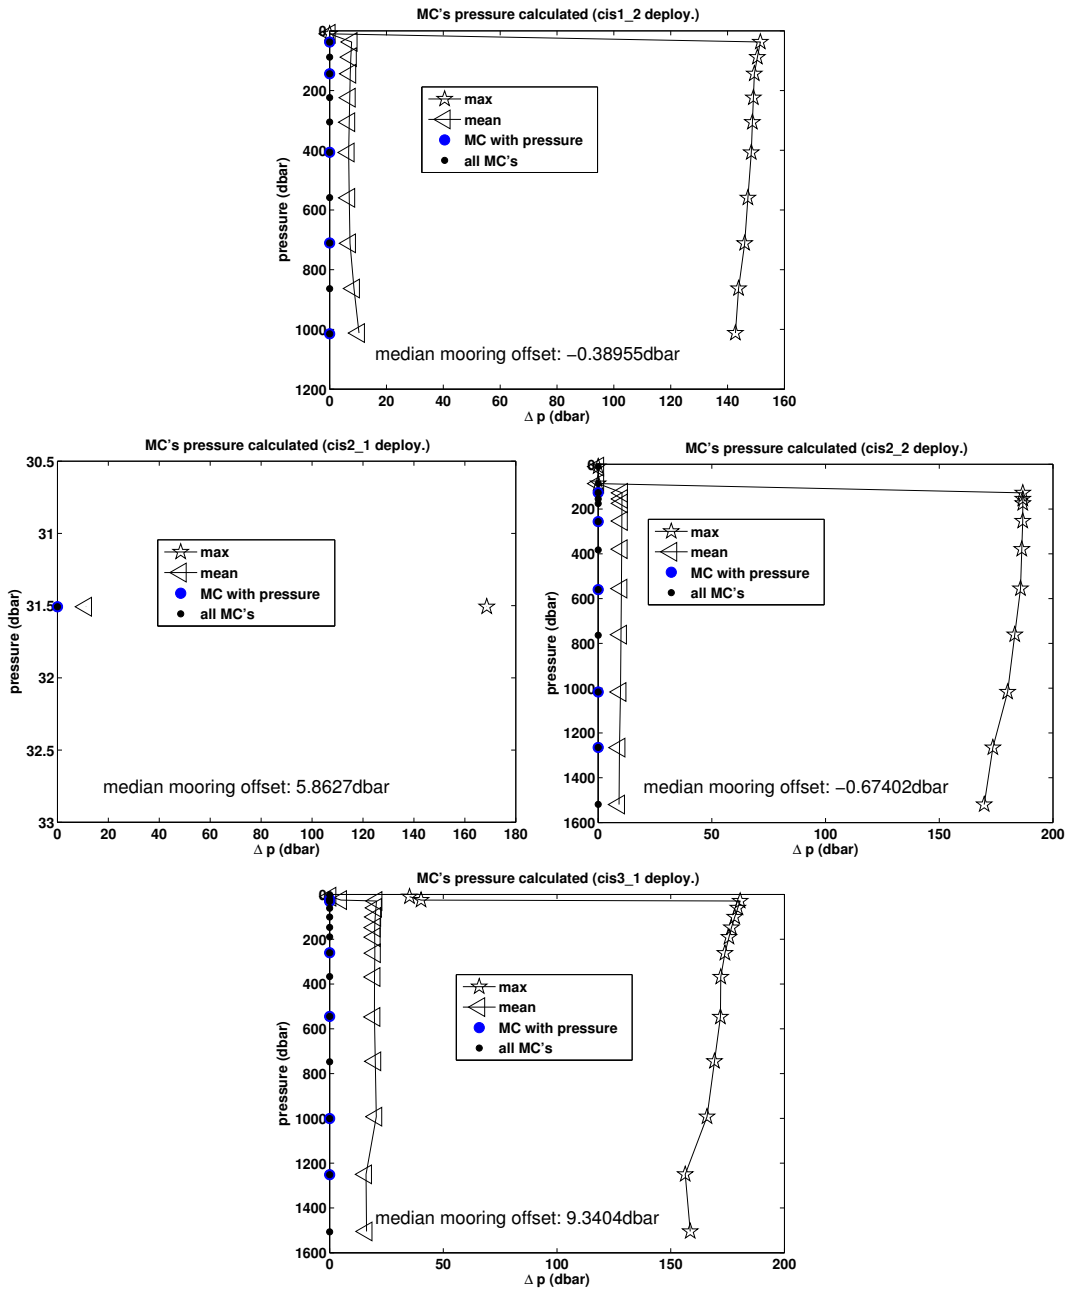 MC's pressure calculated (cis1_2 deploy.)
0
200
400
600
800
1000
1200
pressure (dbar)
max
mean
MC with pressure
all MC's
median mooring offset: −0.38955dbar
0 20 40 60 80 100 120 140 160
Δ p (dbar)
MC's pressure calculated (cis2_1 deploy.)
30.5
31
31.5
32
32.5
33
pressure (dbar)
max
mean
MC with pressure
all MC's
median mooring offset: 5.8627dbar
0 20 40 60 80 100 120 140 160 180
Δ p (dbar)
MC's pressure calculated (cis2_2 deploy.)
0
200
400
600
800
1000
1200
1400
1600
pressure (dbar)
max
mean
MC with pressure
all MC's
median mooring offset: −0.67402dbar
0 50 100 150 200
Δ p (dbar)
MC's pressure calculated (cis3_1 deploy.)
0
200
400
600
800
1000
1200
1400
1600
pressure (dbar)
max
mean
MC with pressure
all MC's
median mooring offset: 9.3404dbar
0 50 100 150 200
Δ p (dbar)